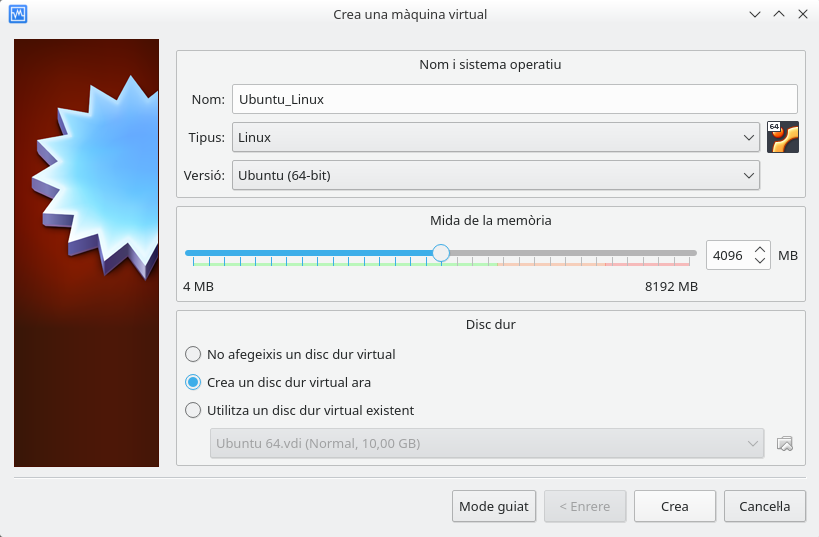 Crea una màquina virtual
Nom i sistema operatiu
Nom: Ubuntu_Linux
Tipus: Linux
64
Versió: Ubuntu (64-bit)
Mida de la memòria
4096 MB
4 MB 8192 MB
Disc dur
No afegeixis un disc dur virtual
Crea un disc dur virtual ara
Utilitza un disc dur virtual existent
Ubuntu 64.vdi (Normal, 10,00 GB)
Mode guiat < Enrere Crea Cancel·la